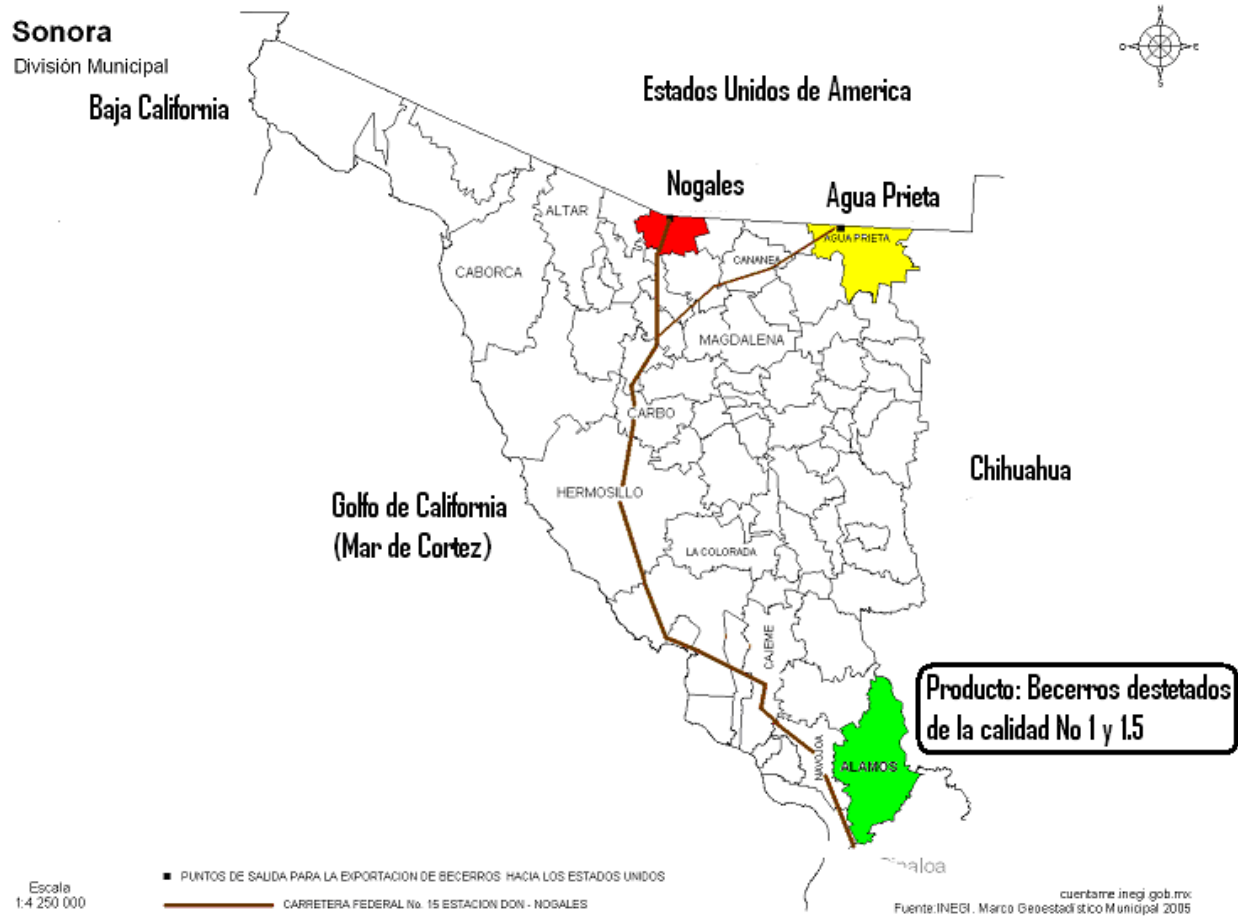 Sonora
División Municipal
Baja California
Estados Unidos de America
N
O
E
S
Nogales
Agua Prieta
ALTAR
AGUA PRIETA
CANANEA
CABORCA
MAGDALENA
CARBO
Chihuahua
HERMOSILLO
Golfo de California
(Mar de Cortez)
LA COLORADA
CAJEME
Producto: Becerros destetados
de la calidad No 1 y 1.5
NAVOJOA
ALAMOS
Sinaloa
PUNTOS DE SALIDA PARA LA EXPORTACION DE BECERROS HACIA LOS ESTADOS UNIDOS
Escala
1:4 250 000
CARRETERA FEDERAL No. 15 ESTACION DON - NOGALES
cuentame.inegi.gob.mx
Fuente:INEGI. Marco Geoestadístico Municipal 2005